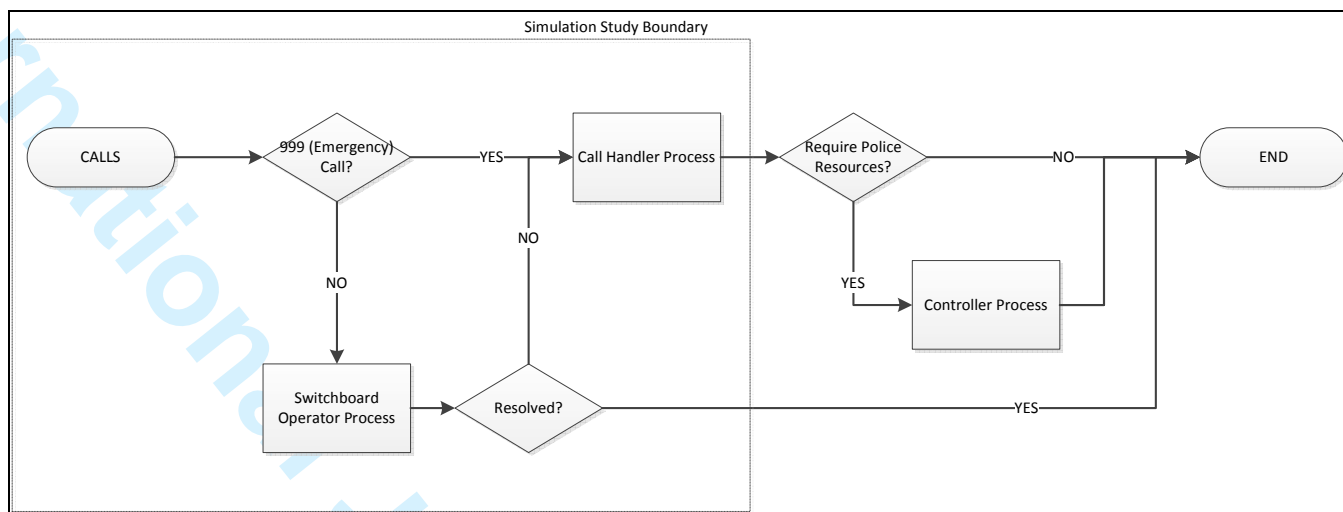 Simulation Study Boundary
CALLS
999 (Emergency)
Call?
YES
Call Handler Process
Require Police
Resources?
NO
END
NO
NO
YES
Controller Process
Switchboard
Operator Process
Resolved?
YES
rnational